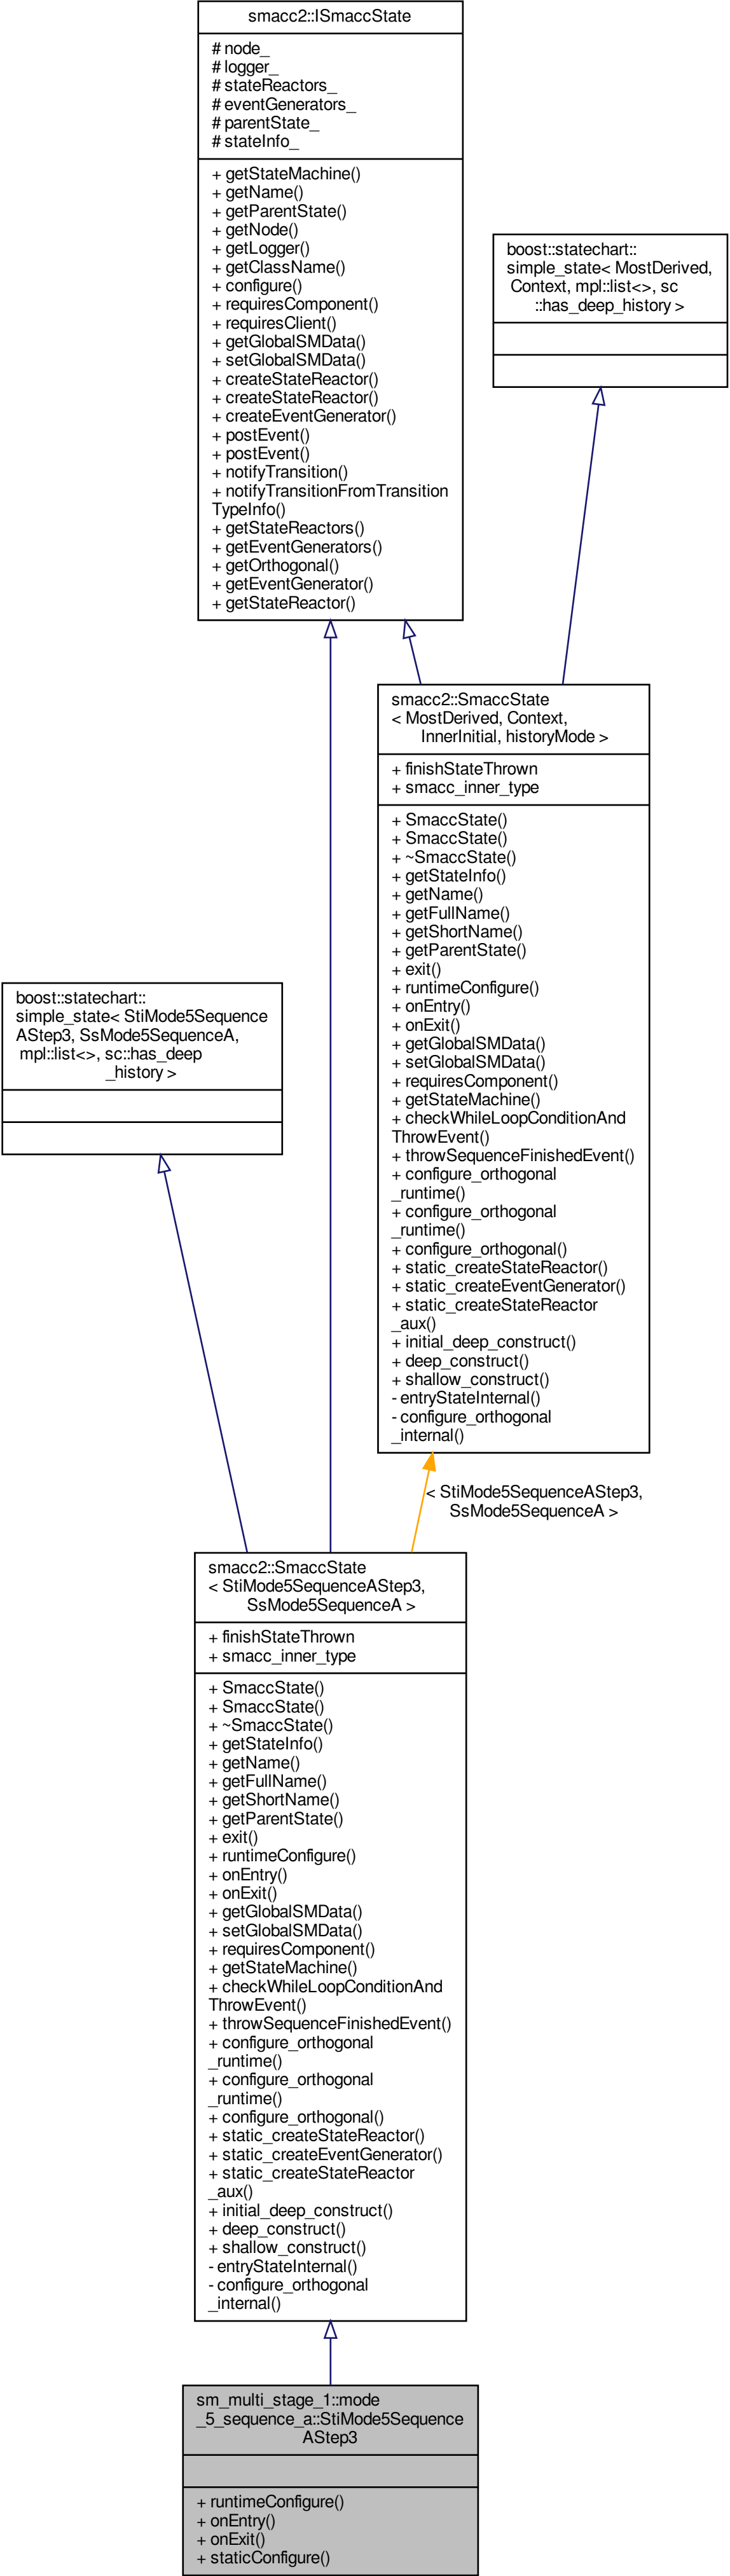 smacc2::ISmaccState
# node_
# logger_
# stateReactors_
# eventGenerators_
# parentState_
# stateInfo_
+ getStateMachine()
+ getName()
+ getParentState()
+ getNode()
+ getLogger()
+ getClassName()
+ configure()
+ requiresComponent()
+ requiresClient()
+ getGlobalSMData()
+ setGlobalSMData()
+ createStateReactor()
+ createStateReactor()
+ createEventGenerator()
+ postEvent()
+ postEvent()
+ notifyTransition()
+ notifyTransitionFromTransition
TypeInfo()
+ getStateReactors()
+ getEventGenerators()
+ getOrthogonal()
+ getEventGenerator()
+ getStateReactor()
boost::statechart::
simple_state< MostDerived,
Context, mpl::list<>, sc
::has_deep_history >
smacc2::SmaccState
< MostDerived, Context,
InnerInitial, historyMode >
+ finishStateThrown
+ smacc_inner_type
+ SmaccState()
+ SmaccState()
+ ~SmaccState()
+ getStateInfo()
+ getName()
+ getFullName()
+ getShortName()
+ getParentState()
+ exit()
+ runtimeConfigure()
+ onEntry()
+ onExit()
+ getGlobalSMData()
+ setGlobalSMData()
+ requiresComponent()
+ getStateMachine()
+ checkWhileLoopConditionAnd
ThrowEvent()
+ throwSequenceFinishedEvent()
+ configure_orthogonal
_runtime()
+ configure_orthogonal
_runtime()
+ configure_orthogonal()
+ static_createStateReactor()
+ static_createEventGenerator()
+ static_createStateReactor
_aux()
+ initial_deep_construct()
+ deep_construct()
+ shallow_construct()
- entryStateInternal()
- configure_orthogonal
_internal()
boost::statechart::
simple_state< StiMode5Sequence
AStep3, SsMode5SequenceA,
mpl::list<>, sc::has_deep
_history >
< StiMode5SequenceAStep3,
SsMode5SequenceA >
smacc2::SmaccState
< StiMode5SequenceAStep3,
SsMode5SequenceA >
+ finishStateThrown
+ smacc_inner_type
+ SmaccState()
+ SmaccState()
+ ~SmaccState()
+ getStateInfo()
+ getName()
+ getFullName()
+ getShortName()
+ getParentState()
+ exit()
+ runtimeConfigure()
+ onEntry()
+ onExit()
+ getGlobalSMData()
+ setGlobalSMData()
+ requiresComponent()
+ getStateMachine()
+ checkWhileLoopConditionAnd
ThrowEvent()
+ throwSequenceFinishedEvent()
+ configure_orthogonal
_runtime()
+ configure_orthogonal
_runtime()
+ configure_orthogonal()
+ static_createStateReactor()
+ static_createEventGenerator()
+ static_createStateReactor
_aux()
+ initial_deep_construct()
+ deep_construct()
+ shallow_construct()
- entryStateInternal()
- configure_orthogonal
_internal()
sm_multi_stage_1::mode
_5_sequence_a::StiMode5Sequence
AStep3
+ runtimeConfigure()
+ onEntry()
+ onExit()
+ staticConfigure()